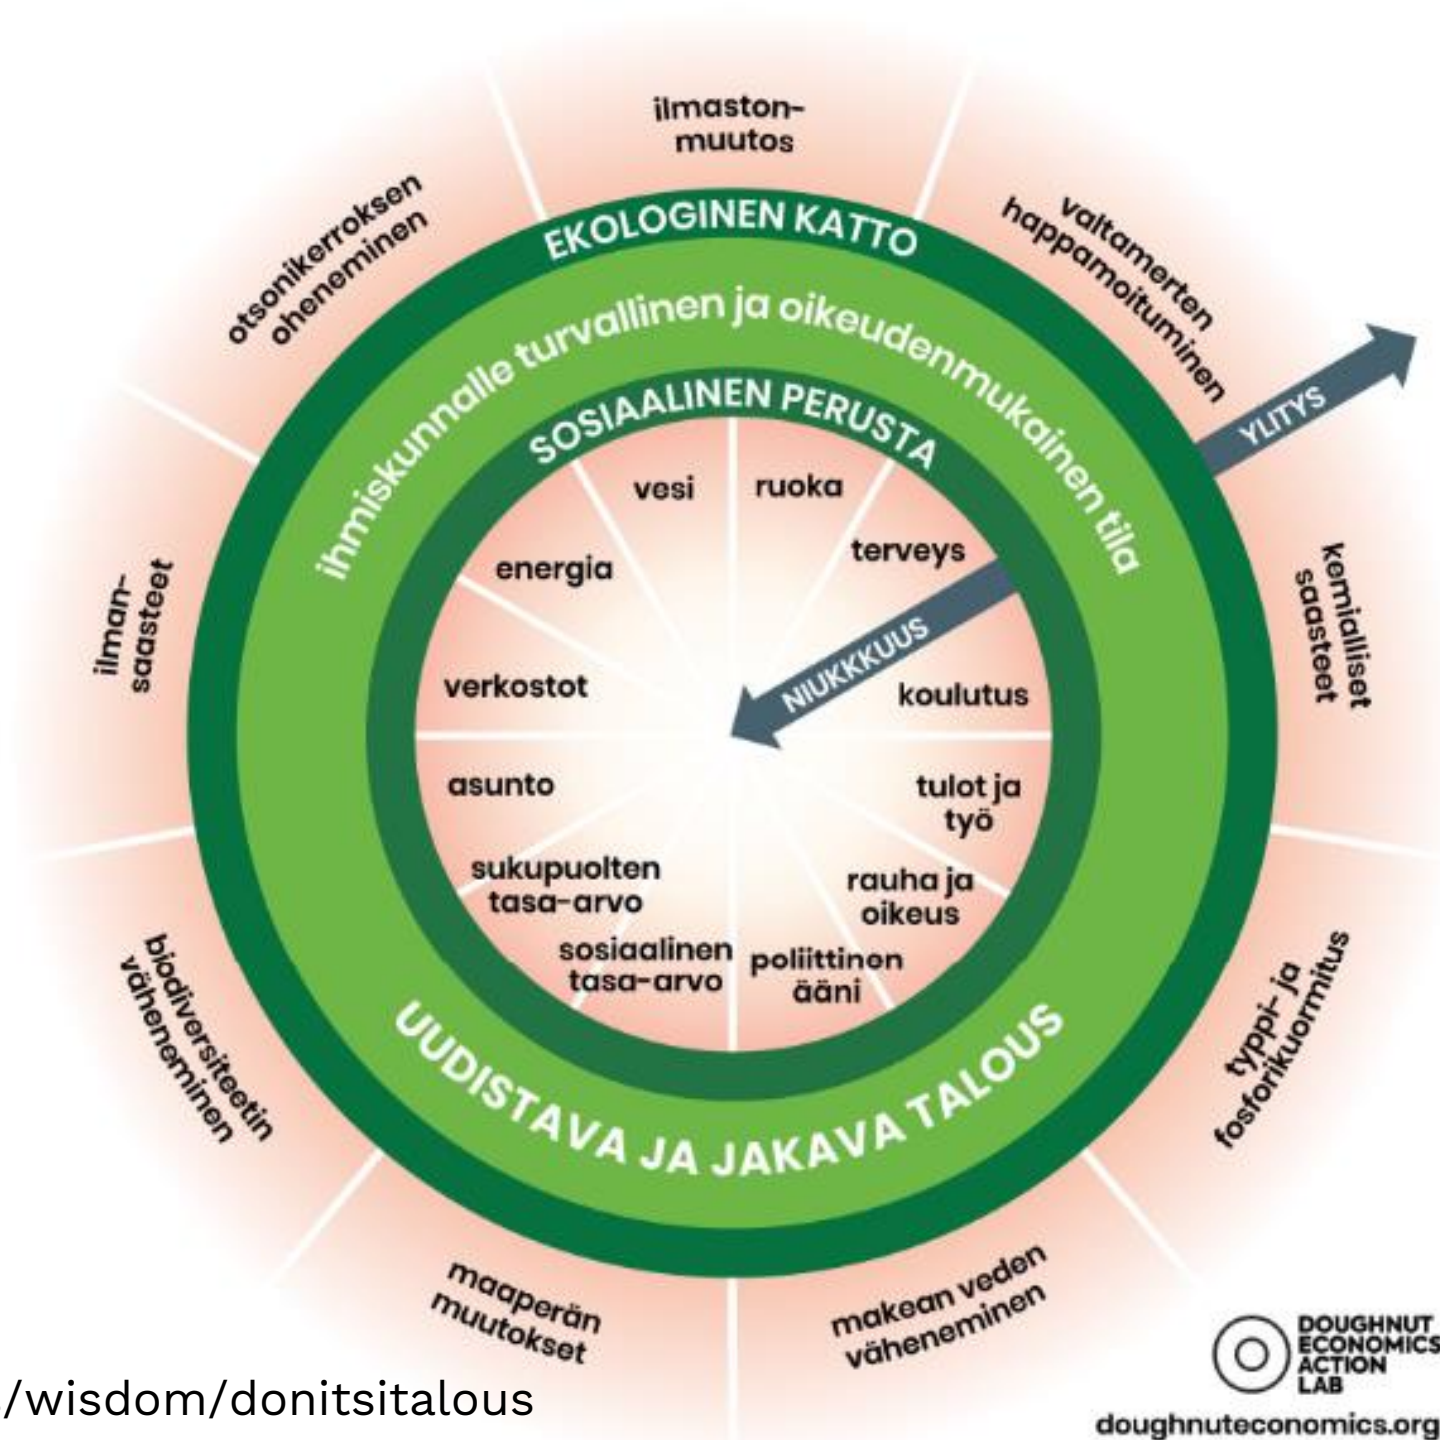 ilmaston-
muutos
valtamerten
happamoituminen
YLITYS
kemialliset
saasteet
typpi- ja
fosforikuormitus
makean veden
väheneminen
maaperän
muutokset
biodiversiteetin
väheneminen
ilman-
saasteet
otsonikerroksen
oheneminen
EKOLOGINEN KATTO
ihmiskunnalle turvallinen ja oikeudenmukainen tila
SOSIAALINEN PERUSTA
vesi
ruoka
terveys
NIUKKKUUS
koulutus
tulot ja
työ
rauha ja
oikeus
poliittinen
ääni
sosiaalinen
tasa-arvo
sukupuolten
tasa-arvo
asunto
verkostot
energia
UUDISTAVA JA JAKAVA TALOUS
/wisdom/donitsitalous
DOUGHNUT
ECONOMICS
ACTION
LAB
doughnuteconomics.org